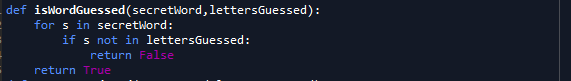 def isWordGuessed(secretWord,lettersGuessed):
    for s in secretWord:
        if s not in lettersGuessed:
            return False
    return True